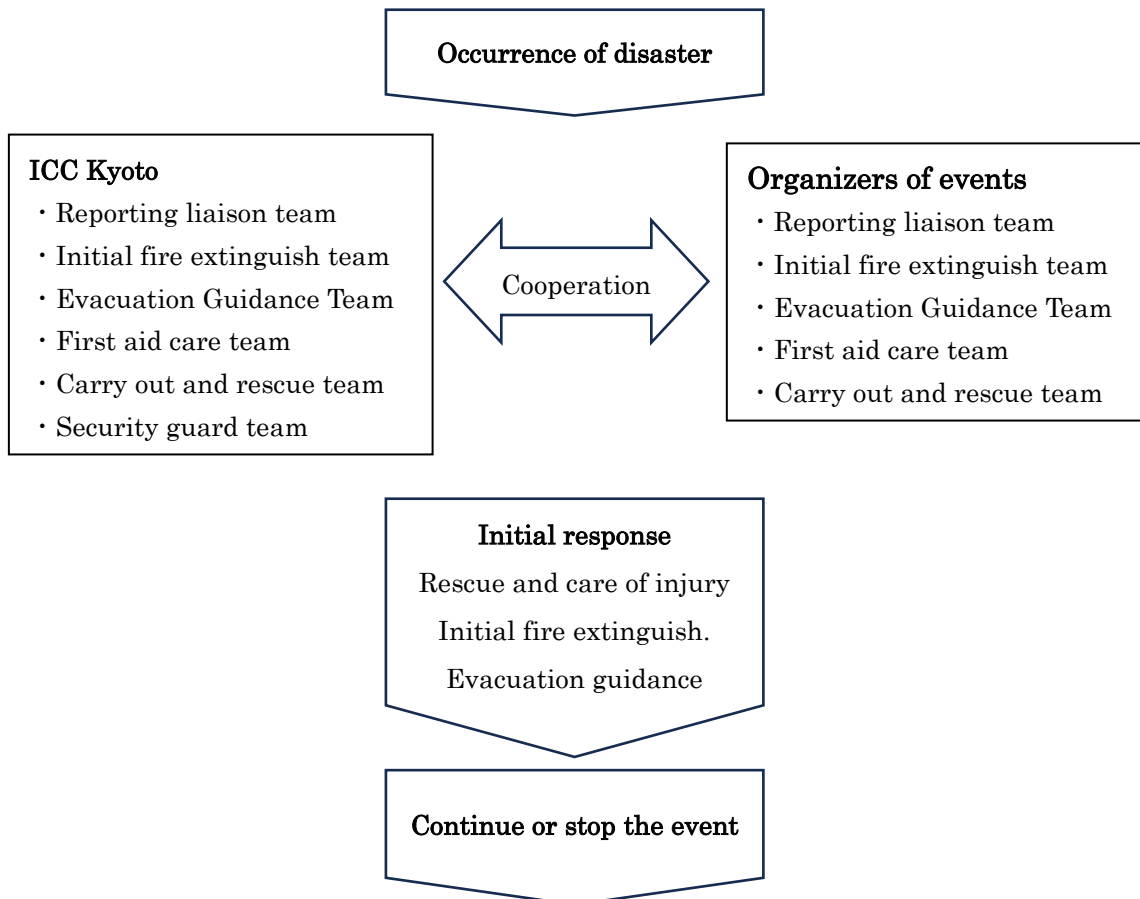 Occurrence of disaster
ICC Kyoto
・Reporting liaison team
・Initial fire extinguish team
・Evacuation Guidance Team
・First aid care team
・Carry out and rescue team
・Security guard team
Cooperation
Organizers of events
・Reporting liaison team
・Initial fire extinguish team
・Evacuation Guidance Team
・First aid care team
・Carry out and rescue team
Initial response
Rescue and care of injury
Initial fire extinguish.
Evacuation guidance
Continue or stop the event